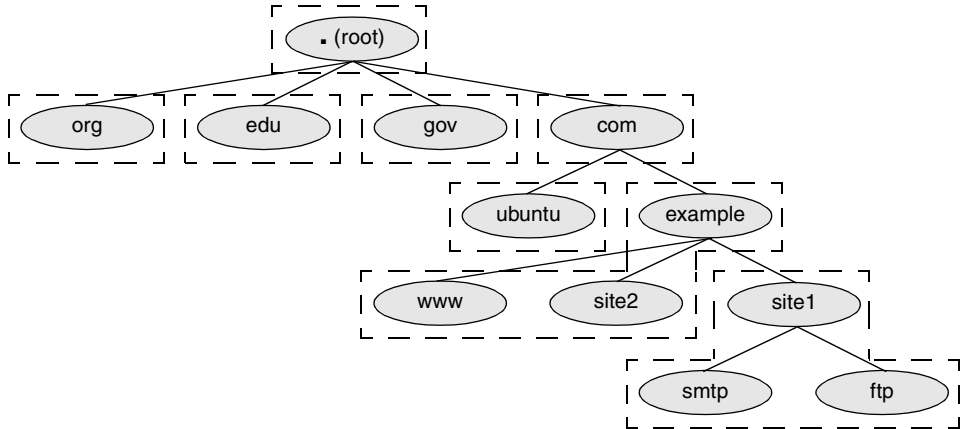 . (root)
org edu gov com
ubuntu example
www site2 site1
smtp ftp